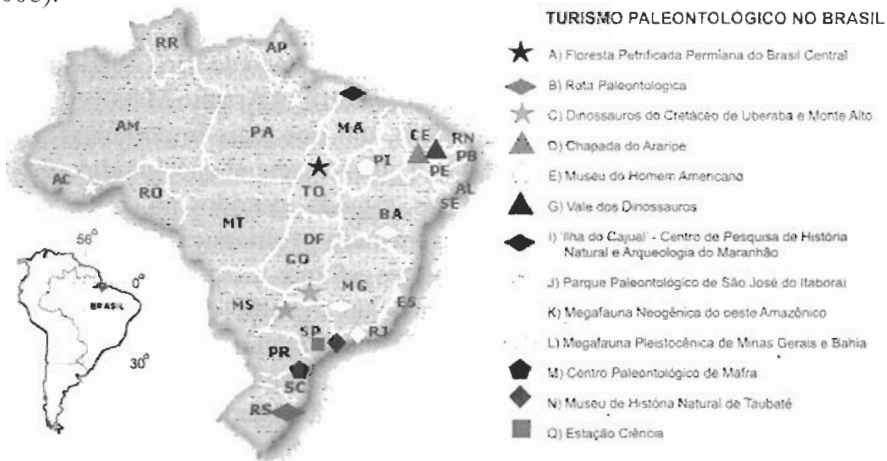 TURISMO PALEONTOLÓGICO NO BRASIL
A) Floresta Petrificada Permiana do Brasil Central
B) Rota Paleontológica
C) Dinossauros do Cretáceo de Uberaba e Monte Alto
D) Chapada do Araripe
E) Museu do Homem Americano
G) Vale dos Dinossauros
I) 'Ilha do Cajual' - Centro de Pesquisa de História
Natural e Arqueologia do Maranhão
J) Parque Paleontológico de São José do Itaboraí
K) Megafauna Neogênica do oeste Amazônico
L) Megafauna Pleistocênica de Minas Gerais e Bahia
M) Centro Paleontológico de Mafra
N) Museu de História Natural de Taubaté
Q) Estação Ciência
RR
AP
AM
PA
MA
CE
RN
PB
PI
PE
AL
SE
AC
RO
TO
MT
BA
DF
GO
MG
ES
MS
SP
RJ
PR
SC
RS
56°
0°
BRASIL
30°